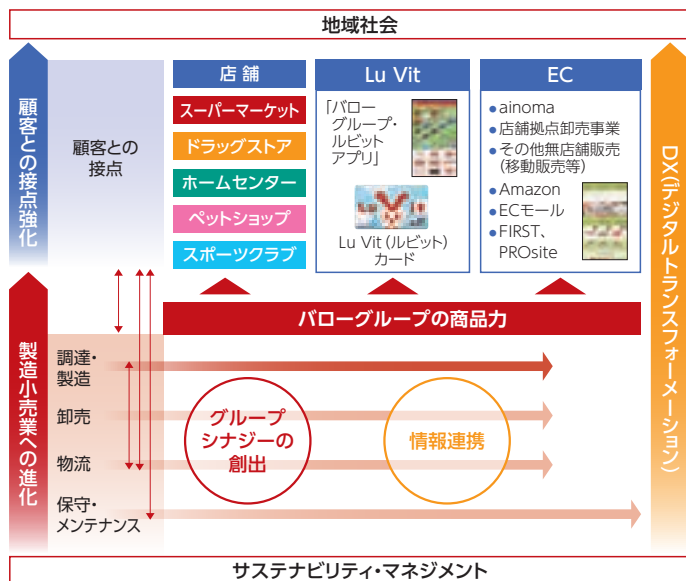 地域社会
顧客との接点強化
顧客との
接点
店舗
スーパーマーケット
ドラッグストア
ホームセンター
ペットショップ
スポーツクラブ
Lu Vit
「バロー
グループ・
ルビット
アプリ」
Lu Vit（ルビット）
カード
EC
●ainoma
●店舗拠点卸売事業
●その他無店舗販売
（移動販売等）
●Amazon
●ECモール
●FIRST、
PROsite
DX（デジタルトランスフォーメーション）
バローグループの商品力
製造小売業への進化
調達・
製造
卸売
物流
保守・
メンテナンス
グループ
シナジーの
創出
情報連携
サステナビリティ・マネジメント